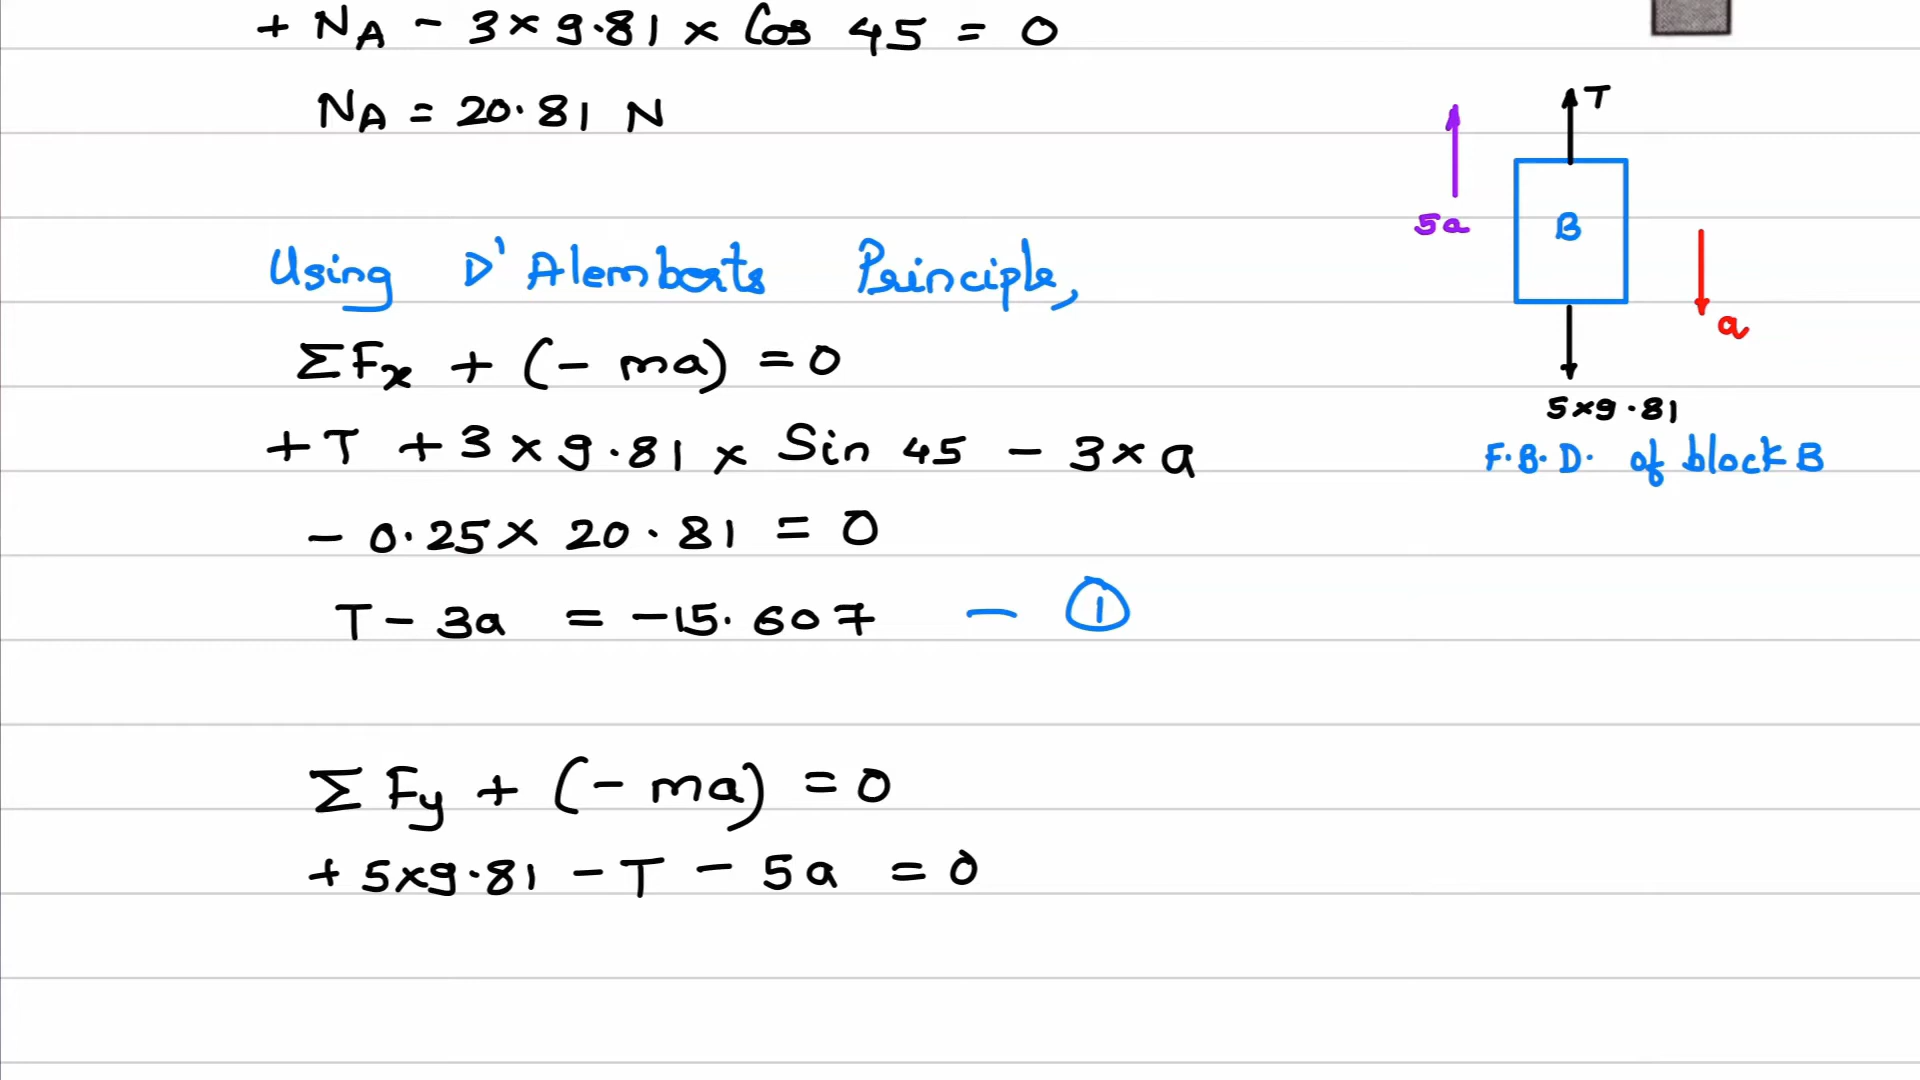 + NA - 3×9.81 × Cos 45 = 0
NA = 20.81 N
Using D' Alemberts Principle,
ΣFx + (- ma) = 0
+ T + 3 × 9.81 × Sin 45 - 3 × a
- 0.25 × 20.81 = 0
T - 3a = -15.607 - ①
Σ Fy + (- ma) = 0
+ 5×9.81 - T - 5a = 0
T
5a
B
a
5×9.81
F.B.D. of block B